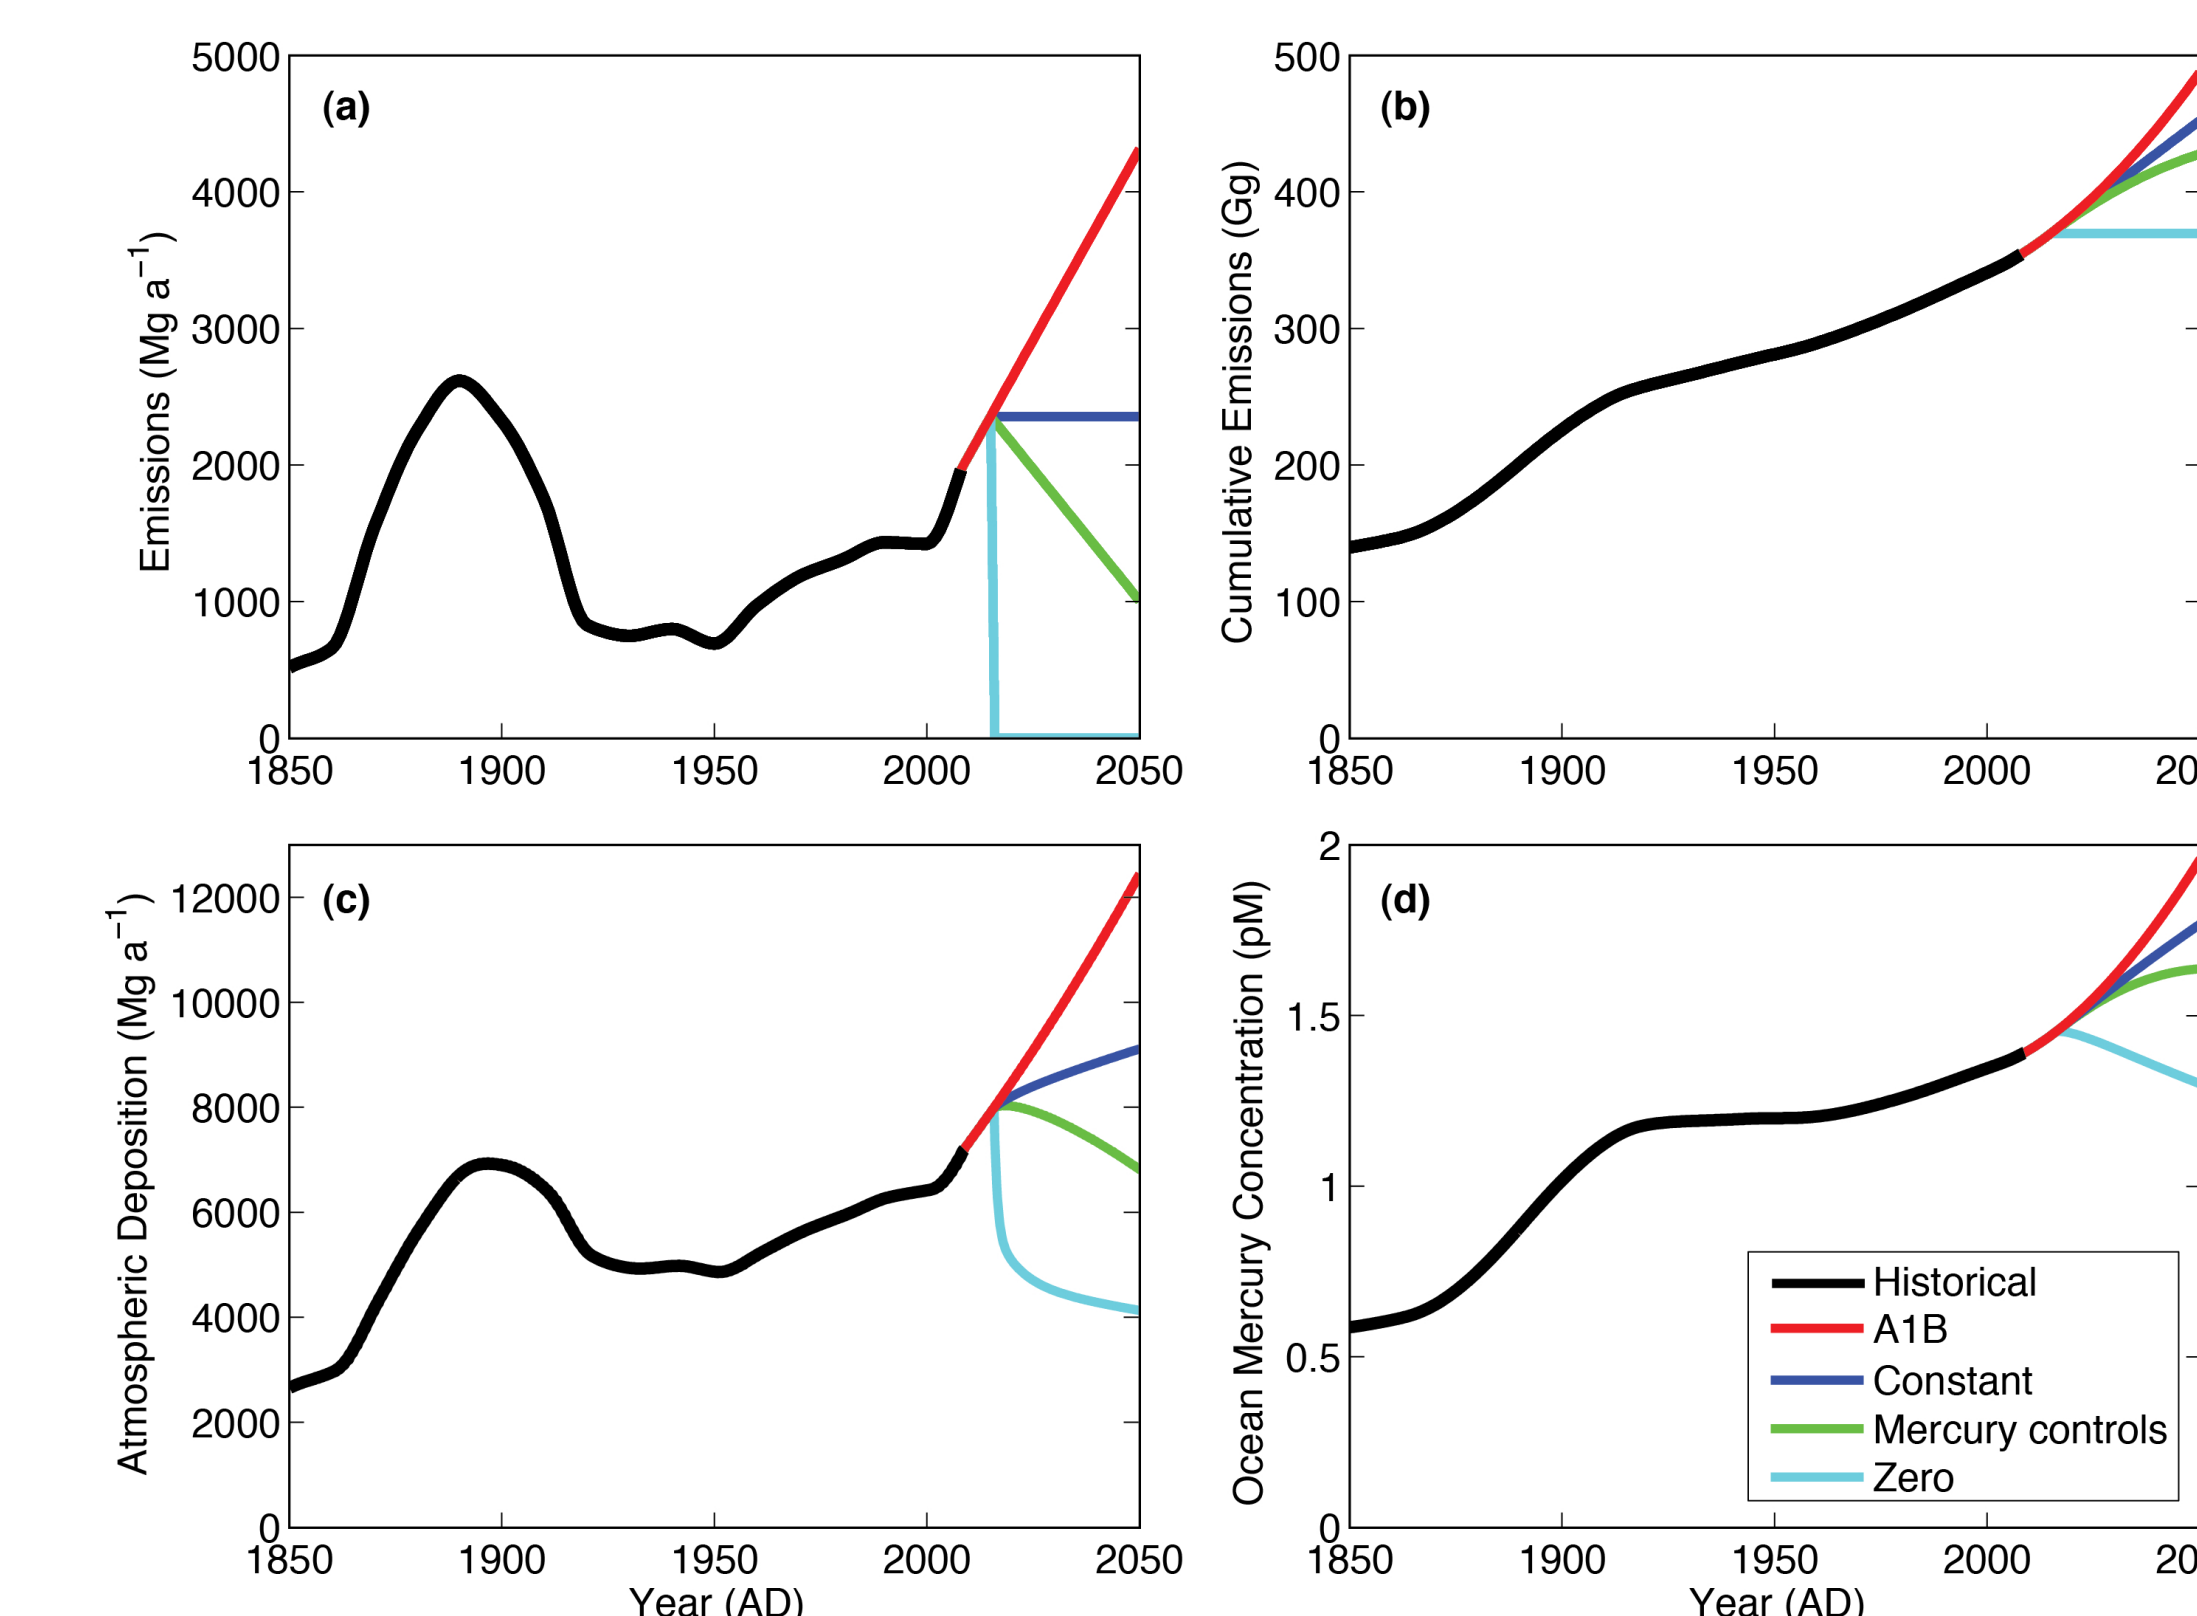 (a)
5000
4000
3000
2000
1000
0
Emissions (Mg a−1)
1850 1900 1950 2000 2050
(b)
500
400
300
200
100
0
Cumulative Emissions (Gg)
1850 1900 1950 2000 20
(c)
12000
10000
8000
6000
4000
2000
0
Atmospheric Deposition (Mg a−1)
1850 1900 1950 2000 2050
Year (AD)
(d)
2
1.5
1
0.5
0
Ocean Mercury Concentration (pM)
Historical
A1B
Constant
Mercury controls
Zero
1850 1900 1950 2000 20
Year (AD)